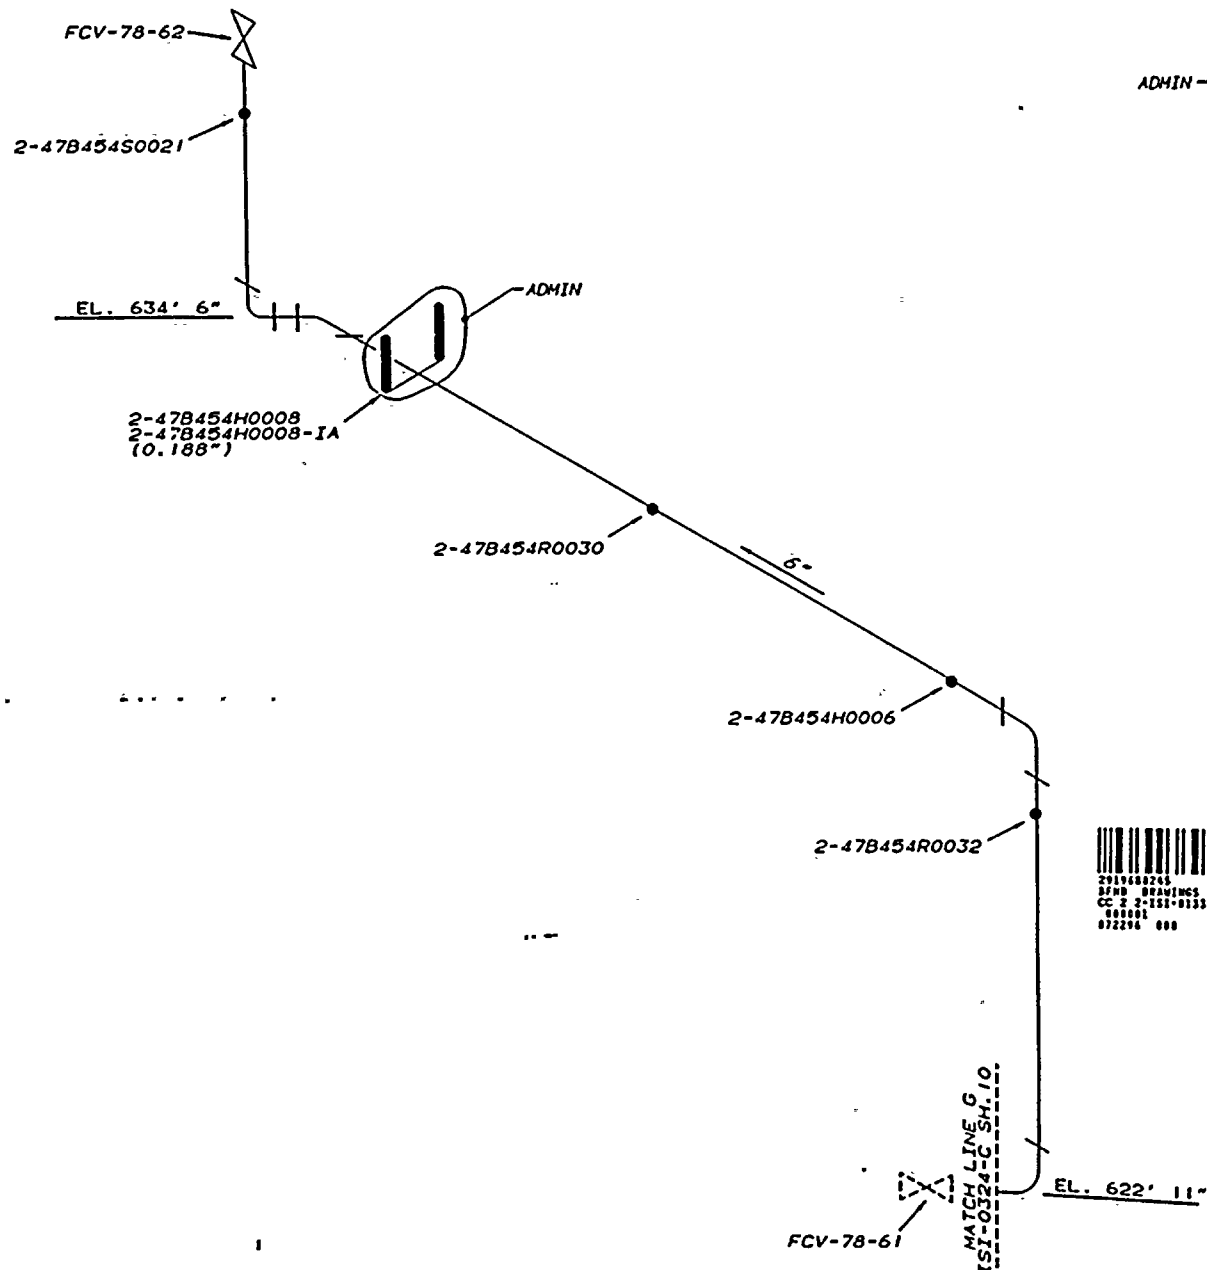 FCV-78-62
ADMIN
2-47B454S0021
ADMIN
EL. 634' 6"
2-47B454H0008
2-47B454H0008-IA
(0.188")
2-47B454R0030
6"
2-47B454H0006
2-47B454R0032
DRAWINGS
MATCH LINE G
ISI-0324-C SH.10
EL. 622' 11"
FCV-78-61